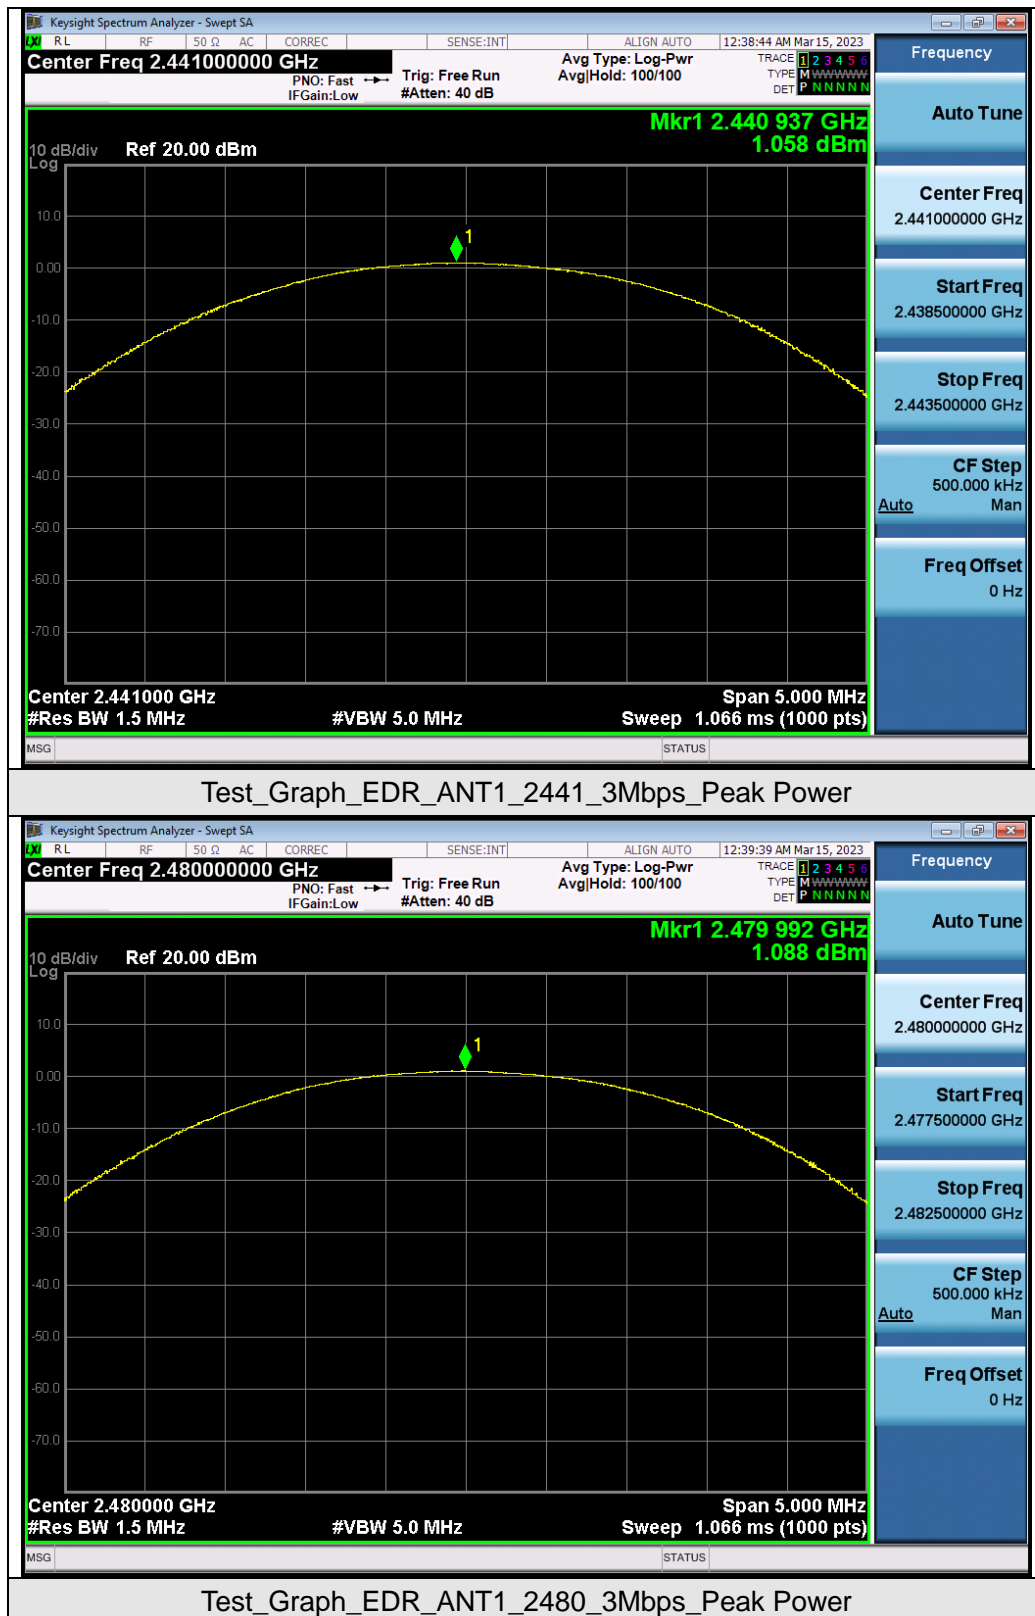 Keysight Spectrum Analyzer - Swept SA
LXI RL RF 50 Ω AC CORREC SENSE:INT ALIGN AUTO 12:38:44 AM Mar 15, 2023
Center Freq 2.441000000 GHz
PNO: Fast
IFGain:Low
Trig: Free Run
#Atten: 40 dB
Avg Type: Log-Pwr
Avg|Hold: 100/100
TRACE 1 2 3 4 5 6
TYPE M WWWWW
DET P N N N N N
Mkr1 2.440 937 GHz
1.058 dBm
10 dB/div Ref 20.00 dBm
Log
10.0
0.00
-10.0
-20.0
-30.0
-40.0
-50.0
-60.0
-70.0
1
Center 2.441000 GHz Span 5.000 MHz
#Res BW 1.5 MHz #VBW 5.0 MHz Sweep 1.066 ms (1000 pts)
MSG STATUS
Frequency
Auto Tune
Center Freq
2.441000000 GHz
Start Freq
2.438500000 GHz
Stop Freq
2.443500000 GHz
CF Step
500.000 kHz
Auto Man
Freq Offset
0 Hz
Test_Graph_EDR_ANT1_2441_3Mbps_Peak Power
Keysight Spectrum Analyzer - Swept SA
LXI RL RF 50 Ω AC CORREC SENSE:INT ALIGN AUTO 12:39:39 AM Mar 15, 2023
Center Freq 2.480000000 GHz
PNO: Fast
IFGain:Low
Trig: Free Run
#Atten: 40 dB
Avg Type: Log-Pwr
Avg|Hold: 100/100
TRACE 1 2 3 4 5 6
TYPE M WWWWW
DET P N N N N N
Mkr1 2.479 992 GHz
1.088 dBm
10 dB/div Ref 20.00 dBm
Log
10.0
0.00
-10.0
-20.0
-30.0
-40.0
-50.0
-60.0
-70.0
1
Center 2.480000 GHz Span 5.000 MHz
#Res BW 1.5 MHz #VBW 5.0 MHz Sweep 1.066 ms (1000 pts)
MSG STATUS
Frequency
Auto Tune
Center Freq
2.480000000 GHz
Start Freq
2.477500000 GHz
Stop Freq
2.482500000 GHz
CF Step
500.000 kHz
Auto Man
Freq Offset
0 Hz
Test_Graph_EDR_ANT1_2480_3Mbps_Peak Power